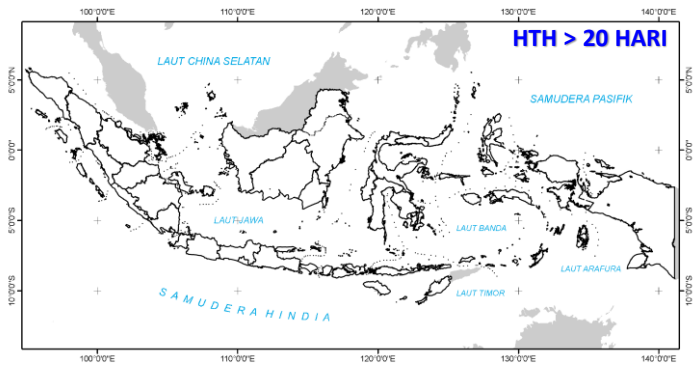 100°0'0"E 110°0'0"E 120°0'0"E 130°0'0"E 140°0'0"E
HTH > 20 HARI
LAUT CHINA SELATAN
SAMUDERA PASIFIK
5°0'0"N 5°0'0"N
0°0'0" 0°0'0"
LAUT JAWA
LAUT BANDA
5°0'0"S 5°0'0"S
LAUT ARAFURA
LAUT TIMOR
10°0'0"S 10°0'0"S
SAMUDERA HINDIA
100°0'0"E 110°0'0"E 120°0'0"E 130°0'0"E 140°0'0"E